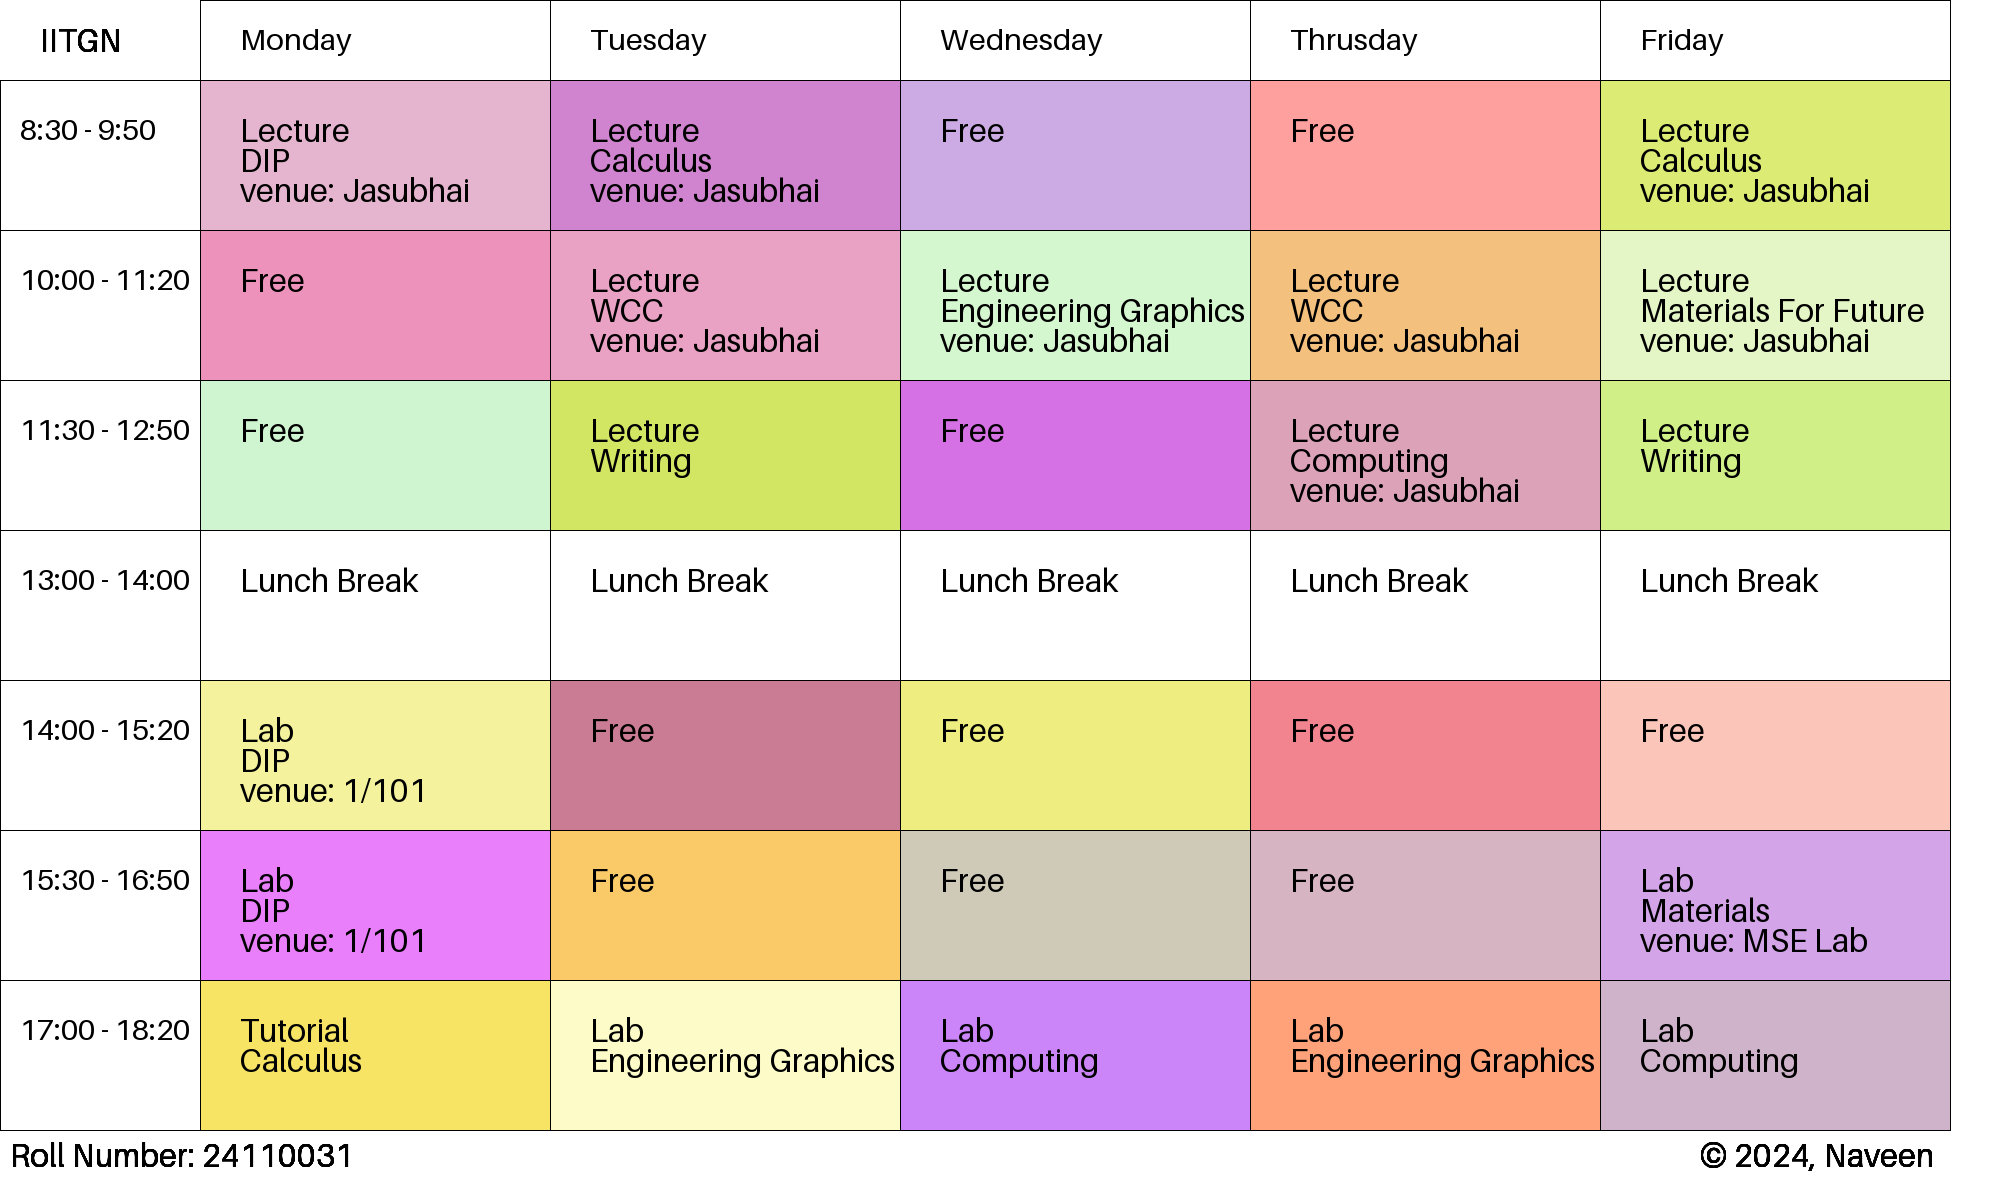 IITGN Monday Tuesday Wednesday Thrusday Friday
8:30 - 9:50
Lecture
DIP
venue: Jasubhai
Lecture
Calculus
venue: Jasubhai
Free
Free
Lecture
Calculus
venue: Jasubhai
10:00 - 11:20
Free
Lecture
WCC
venue: Jasubhai
Lecture
Engineering Graphics
venue: Jasubhai
Lecture
WCC
venue: Jasubhai
Lecture
Materials For Future
venue: Jasubhai
11:30 - 12:50
Free
Lecture
Writing
Free
Lecture
Computing
venue: Jasubhai
Lecture
Writing
13:00 - 14:00
Lunch Break
Lunch Break
Lunch Break
Lunch Break
Lunch Break
14:00 - 15:20
Lab
DIP
venue: 1/101
Free
Free
Free
Free
15:30 - 16:50
Lab
DIP
venue: 1/101
Free
Free
Free
Lab
Materials
venue: MSE Lab
17:00 - 18:20
Tutorial
Calculus
Lab
Engineering Graphics
Lab
Computing
Lab
Engineering Graphics
Lab
Computing
Roll Number: 24110031
© 2024, Naveen